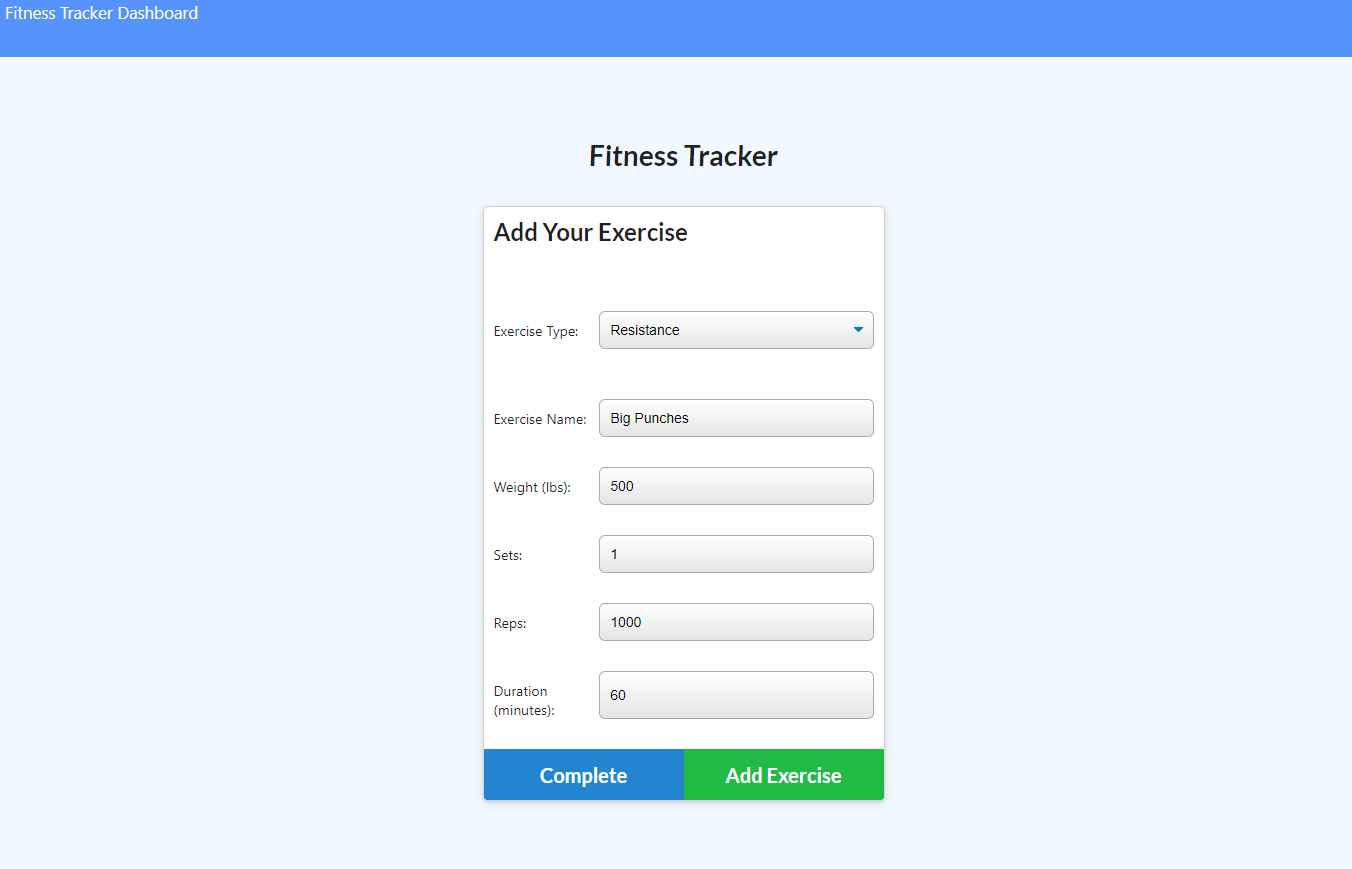 Fitness Tracker Dashboard
Fitness Tracker
Add Your Exercise
Exercise Type: Resistance
Exercise Name: Big Punches
Weight (lbs): 500
Sets: 1
Reps: 1000
Duration (minutes): 60
Complete Add Exercise